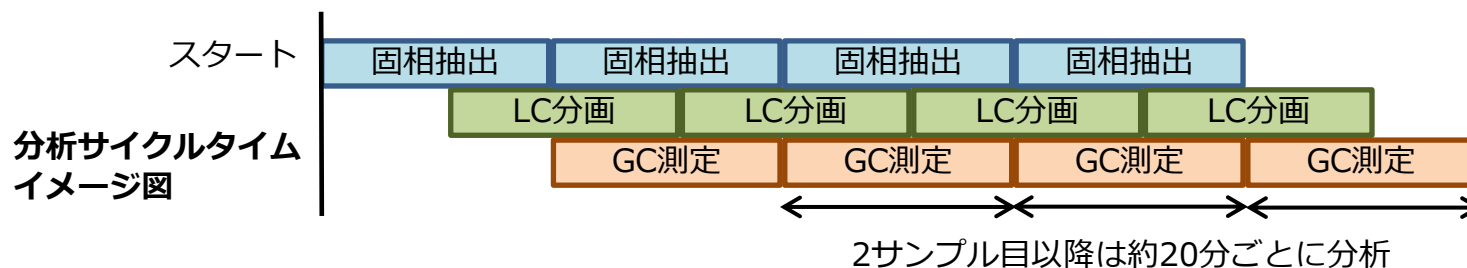 スタート
固相抽出 固相抽出 固相抽出 固相抽出
LC分画 LC分画 LC分画 LC分画
分析サイクルタイム
イメージ図
GC測定 GC測定 GC測定 GC測定
2サンプル目以降は約20分ごとに分析